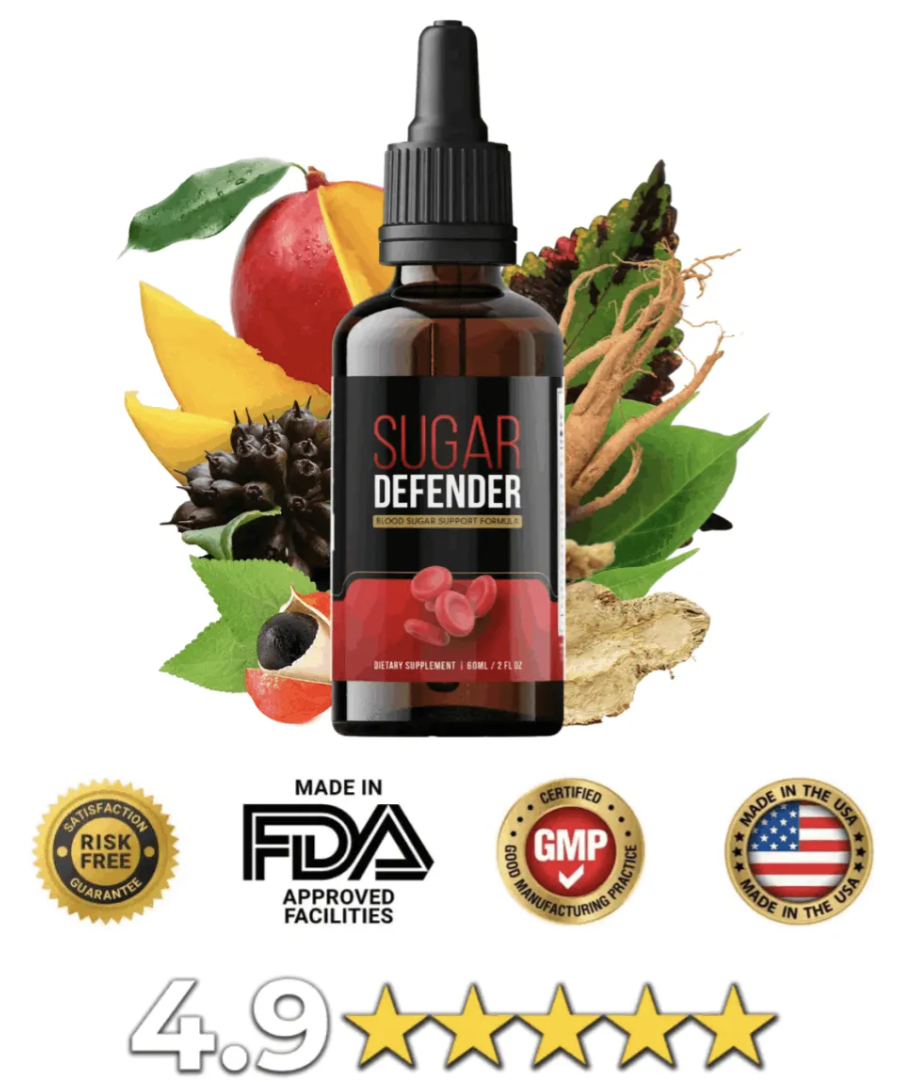 SUGAR
DEFENDER
BLOOD SUGAR SUPPORT FORMULA
DIETARY SUPPLEMENT | 60ML / 2 FL OZ
SATISFACTION
RISK
FREE
GUARANTEE
MADE IN
FDA
APPROVED
FACILITIES
CERTIFIED
GMP
GOOD MANUFACTURING PRACTICE
MADE IN THE USA
MADE IN THE USA
4.9